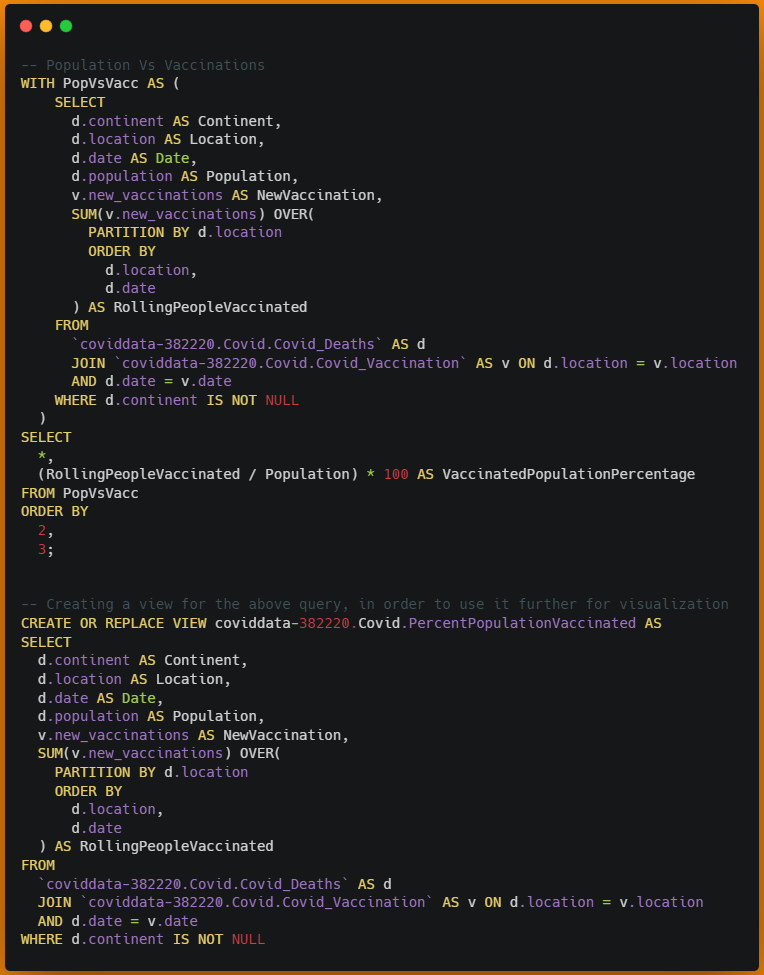 -- Population Vs Vaccinations
WITH PopVsVacc AS (
    SELECT
      d.continent AS Continent,
      d.location AS Location,
      d.date AS Date,
      d.population AS Population,
      v.new_vaccinations AS NewVaccination,
      SUM(v.new_vaccinations) OVER(
        PARTITION BY d.location
        ORDER BY
          d.location,
          d.date
      ) AS RollingPeopleVaccinated
    FROM
      `coviddata-382220.Covid.Covid_Deaths` AS d
      JOIN `coviddata-382220.Covid.Covid_Vaccination` AS v ON d.location = v.location
      AND d.date = v.date
    WHERE d.continent IS NOT NULL
  )
SELECT
  *,
  (RollingPeopleVaccinated / Population) * 100 AS VaccinatedPopulationPercentage
FROM PopVsVacc
ORDER BY
  2,
  3;
-- Creating a view for the above query, in order to use it further for visualization
CREATE OR REPLACE VIEW coviddata-382220.Covid.PercentPopulationVaccinated AS
SELECT
  d.continent AS Continent,
  d.location AS Location,
  d.date AS Date,
  d.population AS Population,
  v.new_vaccinations AS NewVaccination,
  SUM(v.new_vaccinations) OVER(
    PARTITION BY d.location
    ORDER BY
      d.location,
      d.date
  ) AS RollingPeopleVaccinated
FROM
  `coviddata-382220.Covid.Covid_Deaths` AS d
  JOIN `coviddata-382220.Covid.Covid_Vaccination` AS v ON d.location = v.location
  AND d.date = v.date
WHERE d.continent IS NOT NULL